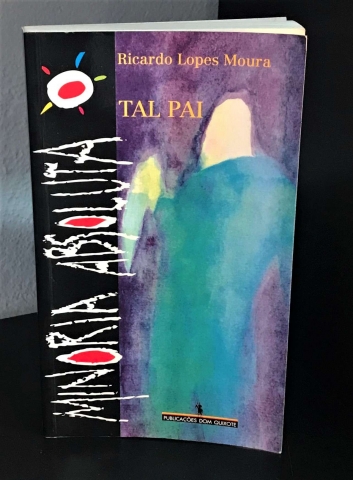 Ricardo Lopes Moura
TAL PAI
MINORIA ABSOLUTA
PUBLICAÇÕES DOM QUIXOTE